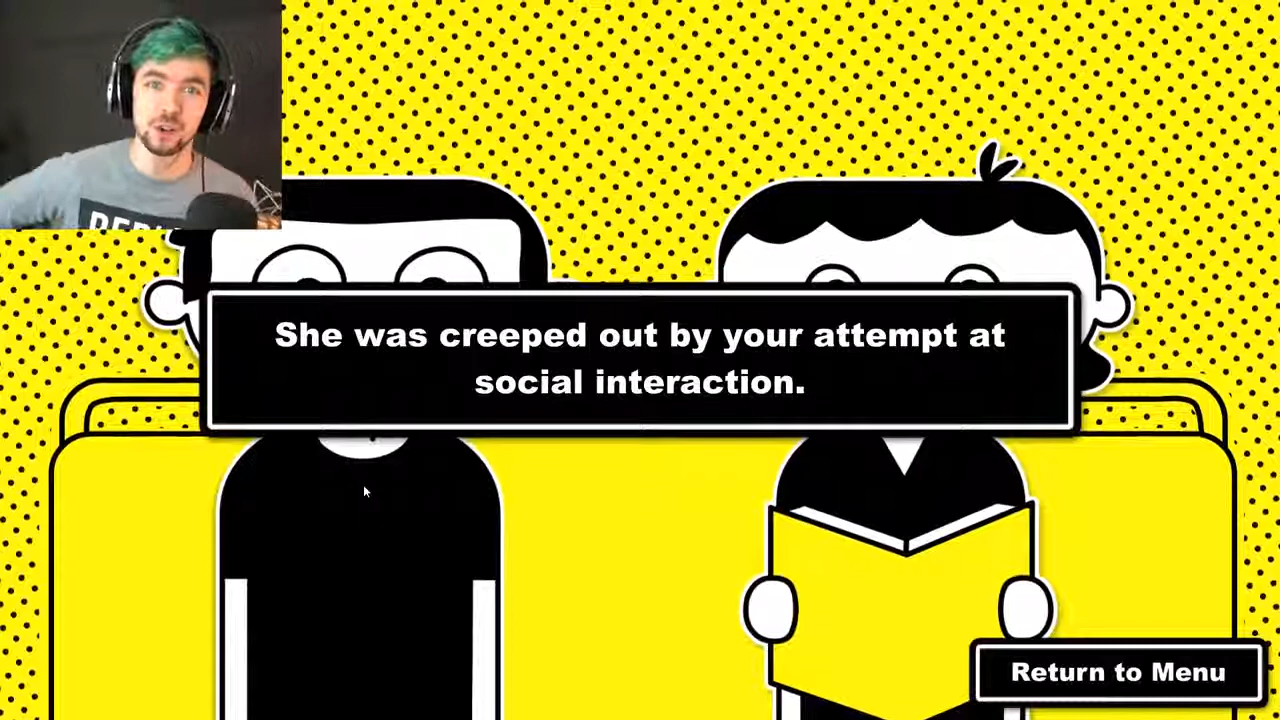 She was creeped out by your attempt at
social interaction.
Return to Menu